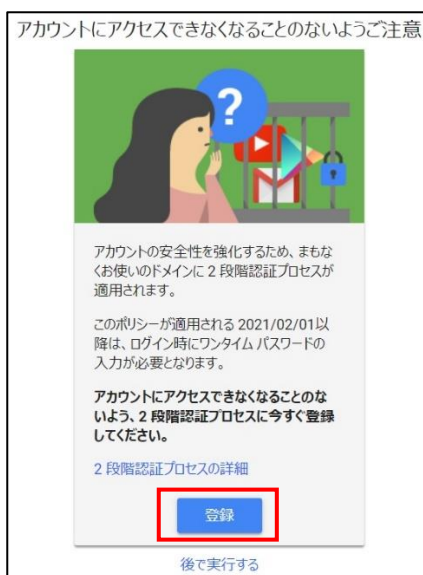 アカウントにアクセスできなくなることのないようご注意
?
アカウントの安全性を強化するため、まもな
くお使いのドメインに 2 段階認証プロセスが
適用されます。
このポリシーが適用される 2021/02/01以
降は、ログイン時にワンタイム パスワードの
入力が必要となります。
アカウントにアクセスできなくなることのな
いよう、2 段階認証プロセスに今すぐ登録
してください。
2 段階認証プロセスの詳細
登録
後で実行する